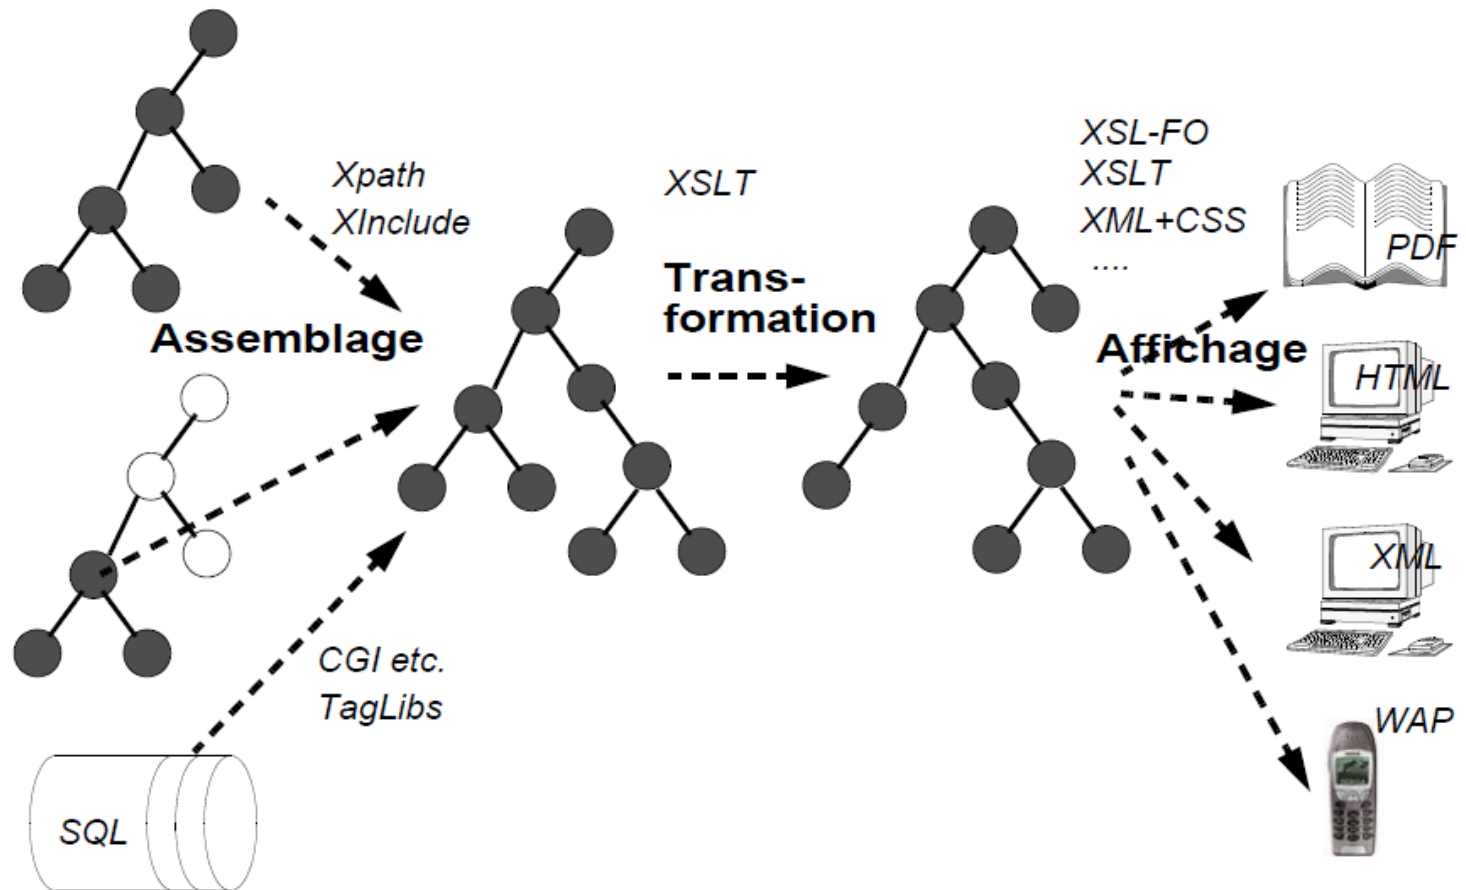 Xpath
XInclude
Assemblage
CGI etc.
TagLibs
SQL
XSLT
Trans-
formation
XSL-FO
XSLT
XML+CSS
....
Affichage
PDF
HTML
XML
WAP